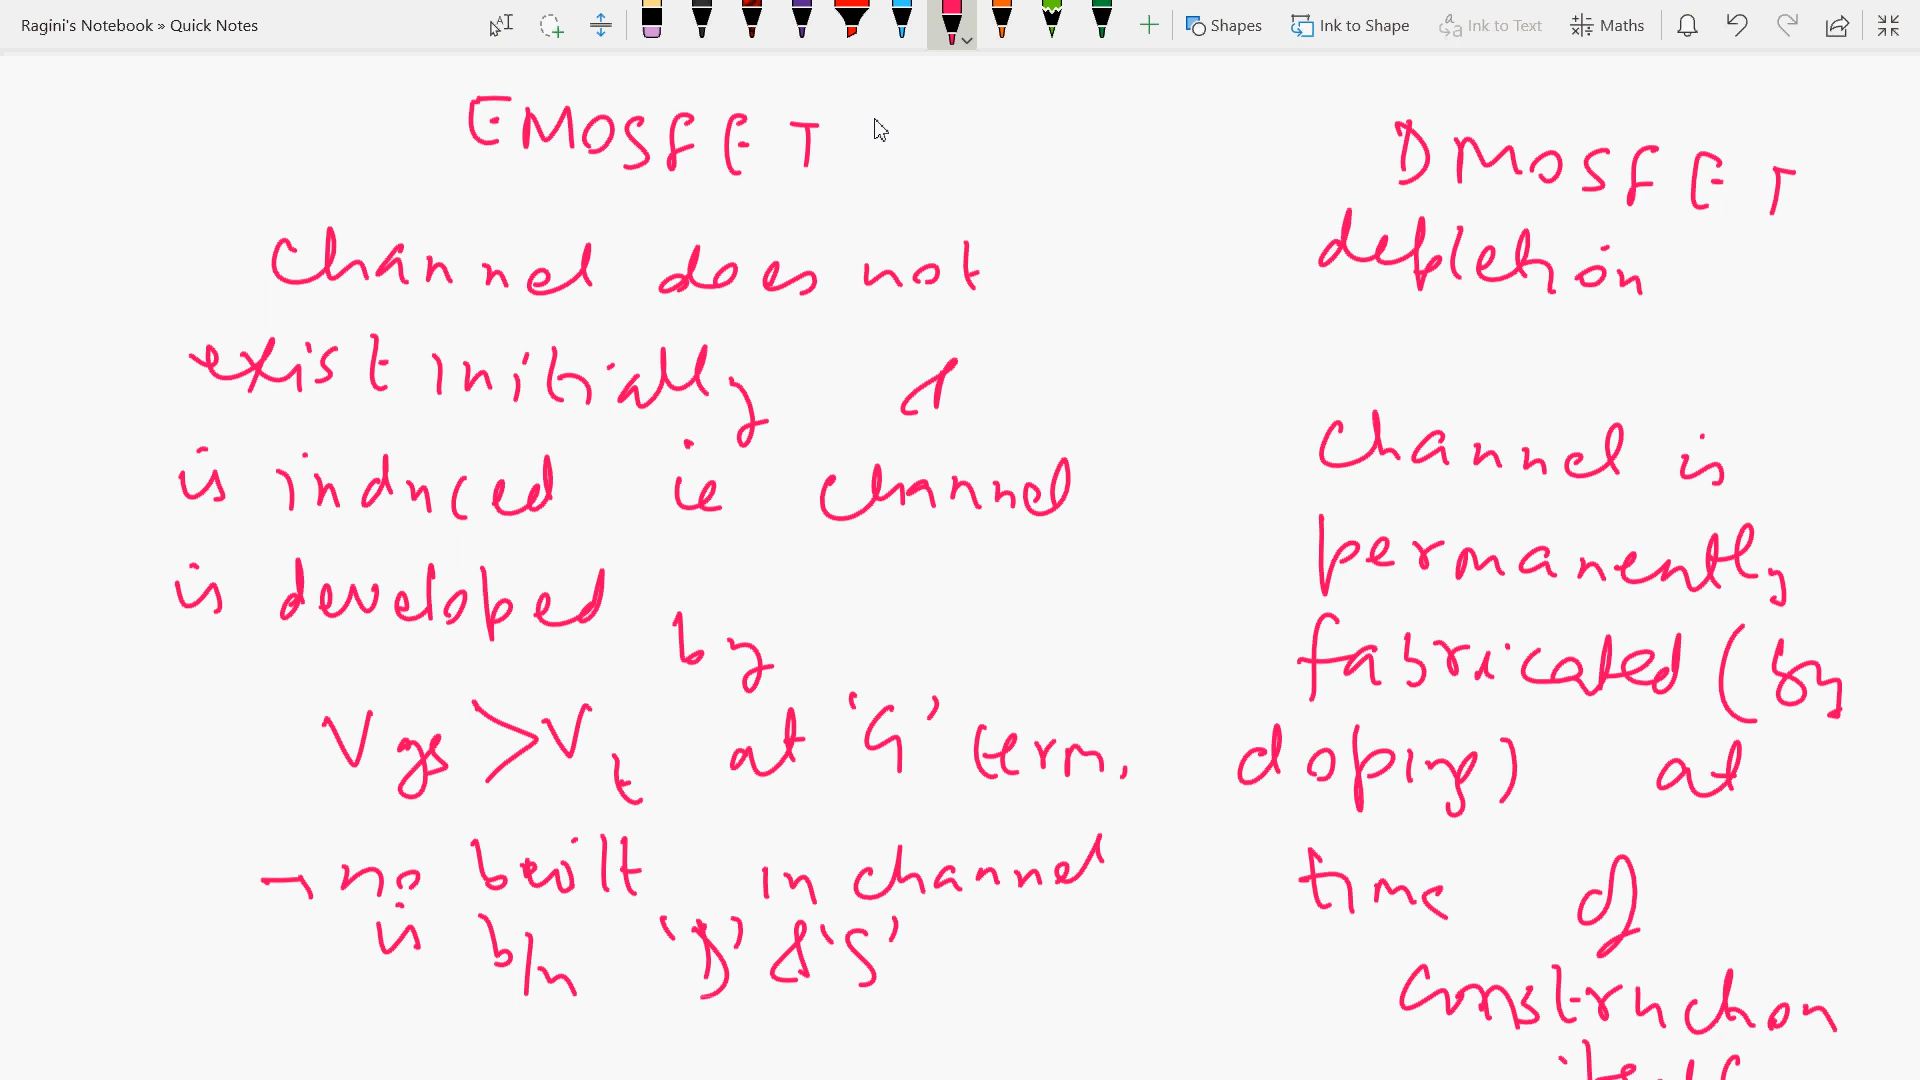 Ragini's Notebook » Quick Notes
Shapes
Ink to Shape
Ink to Text
Maths
EMOSFET
channel does not
exist initially &
is induced ie channel
is developed by
Vgs > Vt at 'G' term.
→ no built in channel
is b/n 'D' & 'S'
DMOSFET
depletion
channel is
permanently
fabricated (by
doping) at
time of
construction
itself